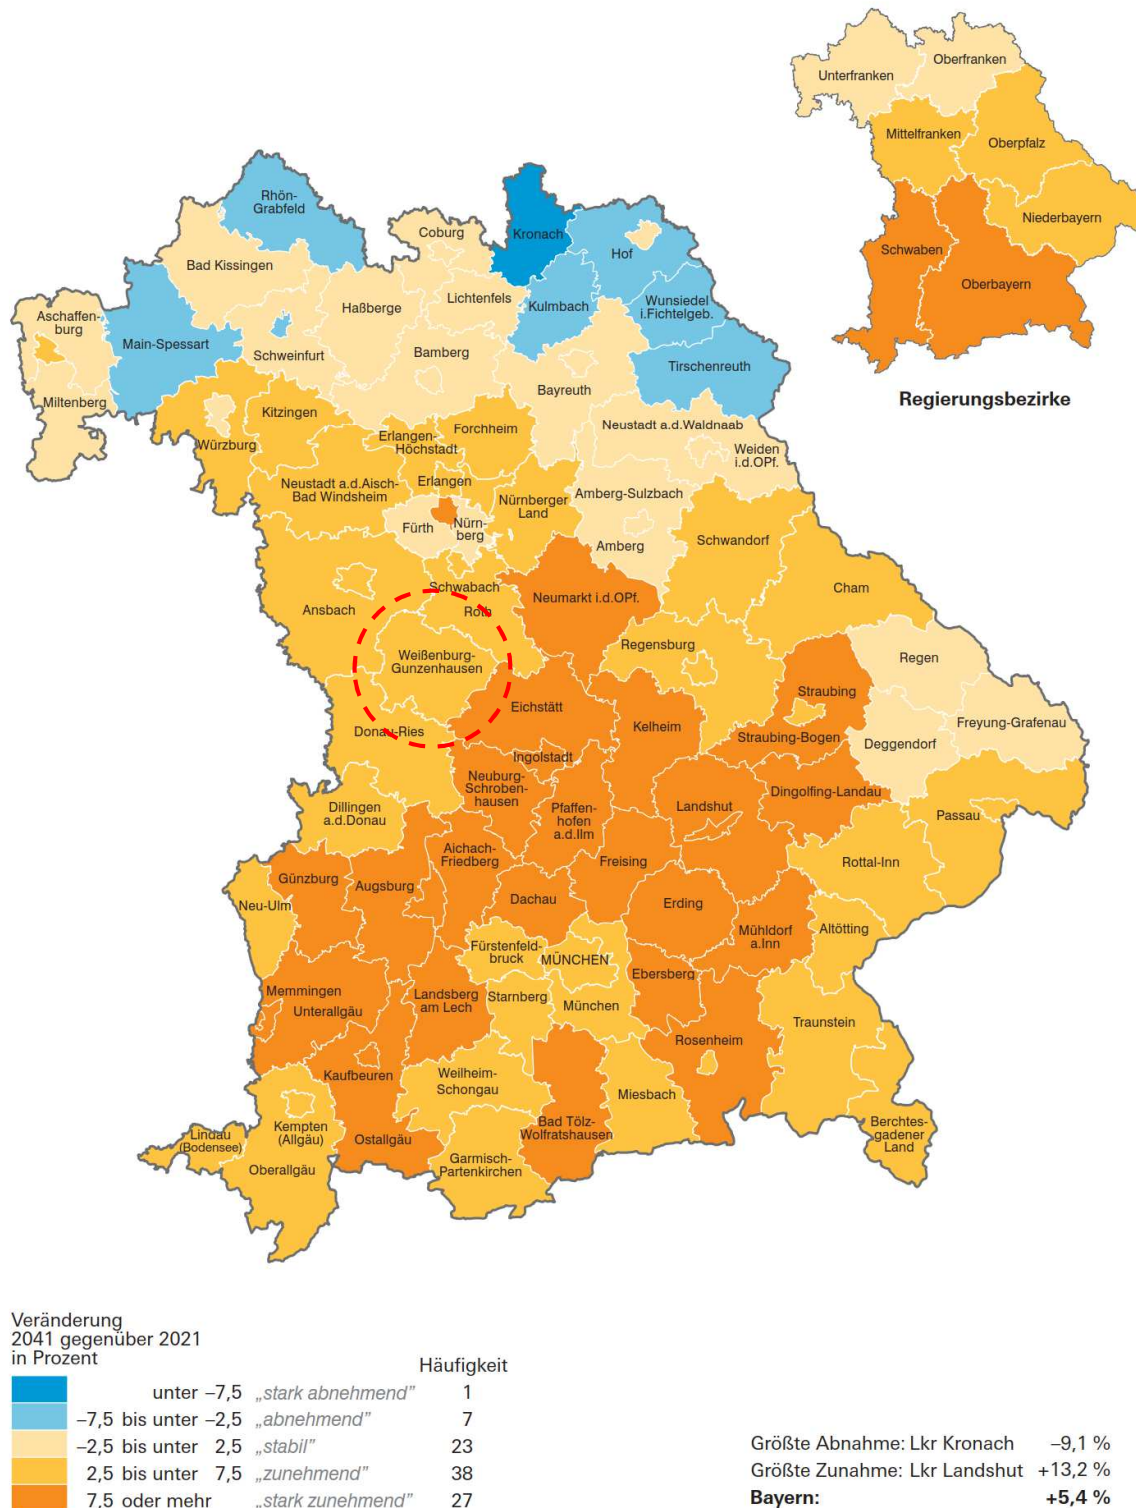 Unterfranken
Oberfranken
Mittelfranken
Oberpfalz
Niederbayern
Schwaben
Oberbayern
Regierungsbezirke
Rhön-
Grabfeld
Coburg
Kronach
Hof
Bad Kissingen
Lichtenfels
Kulmbach
Wunsiedel
i.Fichtelgeb.
Haßberge
Aschaffen-
burg
Main-Spessart
Schweinfurt
Bamberg
Bayreuth
Tirschenreuth
Miltenberg
Kitzingen
Würzburg
Erlangen-
Höchstadt
Forchheim
Neustadt a.d.Waldnaab
Weiden
i.d.OPf.
Neustadt a.d.Aisch-
Bad Windsheim
Erlangen
Nürnberger
Land
Amberg-Sulzbach
Fürth
Nürn-
berg
Amberg
Schwandorf
Schwabach
Neumarkt i.d.OPf.
Cham
Ansbach
Roth
Weißenburg-
Gunzenhausen
Regensburg
Regen
Eichstätt
Kelheim
Straubing
Freyung-Grafenau
Donau-Ries
Straubing-Bogen
Deggendorf
Ingolstadt
Neuburg-
Schroben-
hausen
Dingolfing-Landau
Dillingen
a.d.Donau
Pfaffen-
hofen
a.d.Ilm
Landshut
Passau
Aichach-
Friedberg
Freising
Rottal-Inn
Günzburg
Augsburg
Dachau
Erding
Neu-Ulm
Mühldorf
a.Inn
Altötting
Fürstenfeld-
bruck
MÜNCHEN
Ebersberg
Memmingen
Unterallgäu
Landsberg
am Lech
Starnberg
München
Traunstein
Rosenheim
Kaufbeuren
Weilheim-
Schongau
Miesbach
Kempten
(Allgäu)
Lindau
(Bodensee)
Ostallgäu
Bad Tölz-
Wolfratshausen
Berchtes-
gadener
Land
Oberallgäu
Garmisch-
Partenkirchen
Veränderung
2041 gegenüber 2021
in Prozent
Häufigkeit
unter –7,5 „stark abnehmend” 1
–7,5 bis unter –2,5 „abnehmend” 7
–2,5 bis unter 2,5 „stabil” 23
2,5 bis unter 7,5 „zunehmend” 38
7,5 oder mehr „stark zunehmend” 27
Größte Abnahme: Lkr Kronach –9,1 %
Größte Zunahme: Lkr Landshut +13,2 %
Bayern: +5,4 %